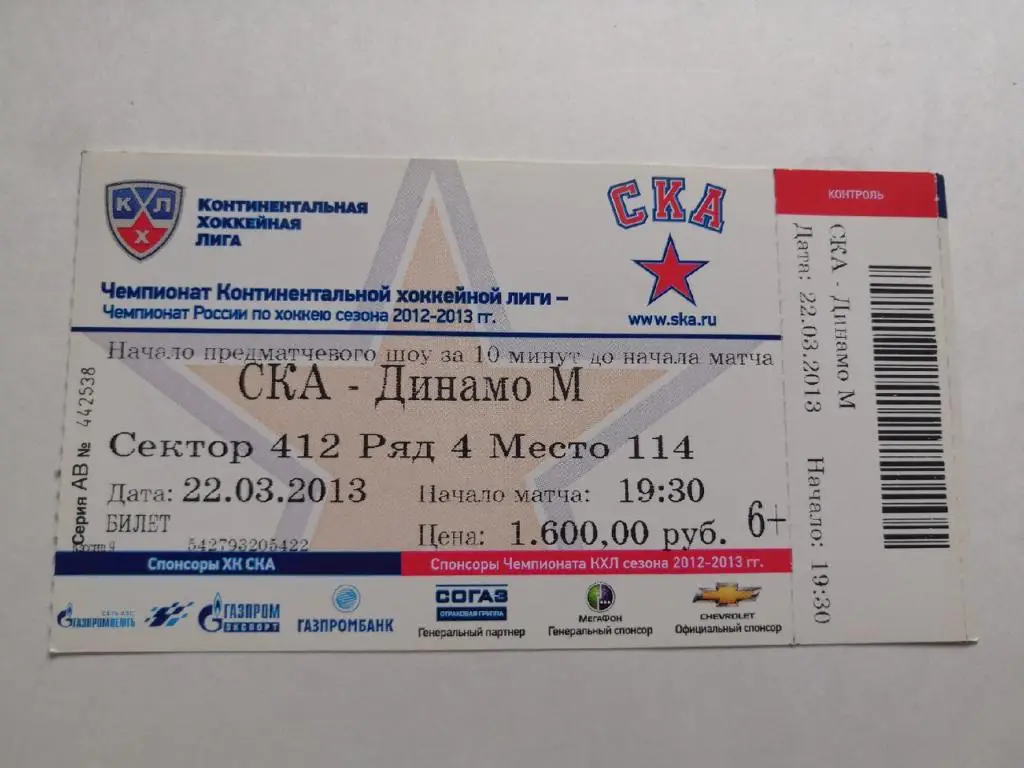 КХЛ
КОНТИНЕНТАЛЬНАЯ
ХОККЕЙНАЯ
ЛИГА
СКА
www.ska.ru
Чемпионат Континентальной хоккейной лиги –
Чемпионат России по хоккею сезона 2012-2013 гг.
Начало предматчевого шоу за 10 минут до начала матча
СКА - Динамо М
Сектор 412 Ряд 4 Место 114
Дата: 22.03.2013 Начало матча: 19:30
БИЛЕТ Цена: 1.600,00 руб. 6+
542793205422
Серия АВ № 442538
Спонсоры ХК СКА
Спонсоры Чемпионата КХЛ сезона 2012-2013 гг.
СЕТЬ АЗС
ГАЗПРОМНЕФТЬ
ГАЗПРОМ
ЭКСПОРТ
ГАЗПРОМБАНК
СОГАЗ
СТРАХОВАЯ ГРУППА
Генеральный партнер
МЕГАФОН
Генеральный спонсор
CHEVROLET
Официальный спонсор
КОНТРОЛЬ
СКА - Динамо М
Дата: 22.03.2013 Начало: 19:30